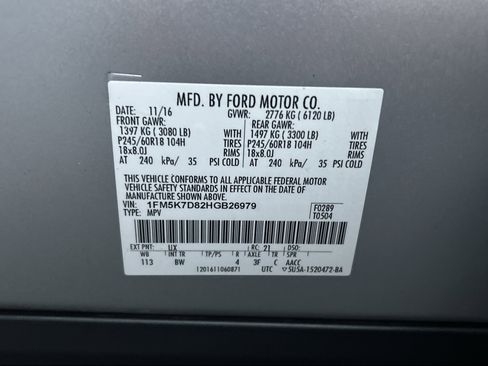 MFD. BY FORD MOTOR CO.
DATE: 11/16 GVWR: 2776 KG ( 6120 LB)
FRONT GAWR: REAR GAWR:
1397 KG ( 3080 LB) WITH 1497 KG ( 3300 LB) WITH
P245/60R18 104H TIRES P245/60R18 104H TIRES
18x8.0J RIMS 18x8.0J RIMS
AT 240 kPa/ 35 PSI COLD AT 240 kPa/ 35 PSI COLD
THIS VEHICLE CONFORMS TO ALL APPLICABLE FEDERAL MOTOR
VEHICLE SAFETY STANDARDS IN EFFECT ON THE DATE OF
MANUFACTURE SHOWN ABOVE.
VIN: 1FM5K7D82HGB26979 F0289
TYPE: MPV T0504
EXT PNT: UX RC: 21 DSO:
WB INT TR TP/PS R AXLE TR SPR
113 BW 4 3F C AACC
1201611060871 UTC 5U5A-1520472-BA